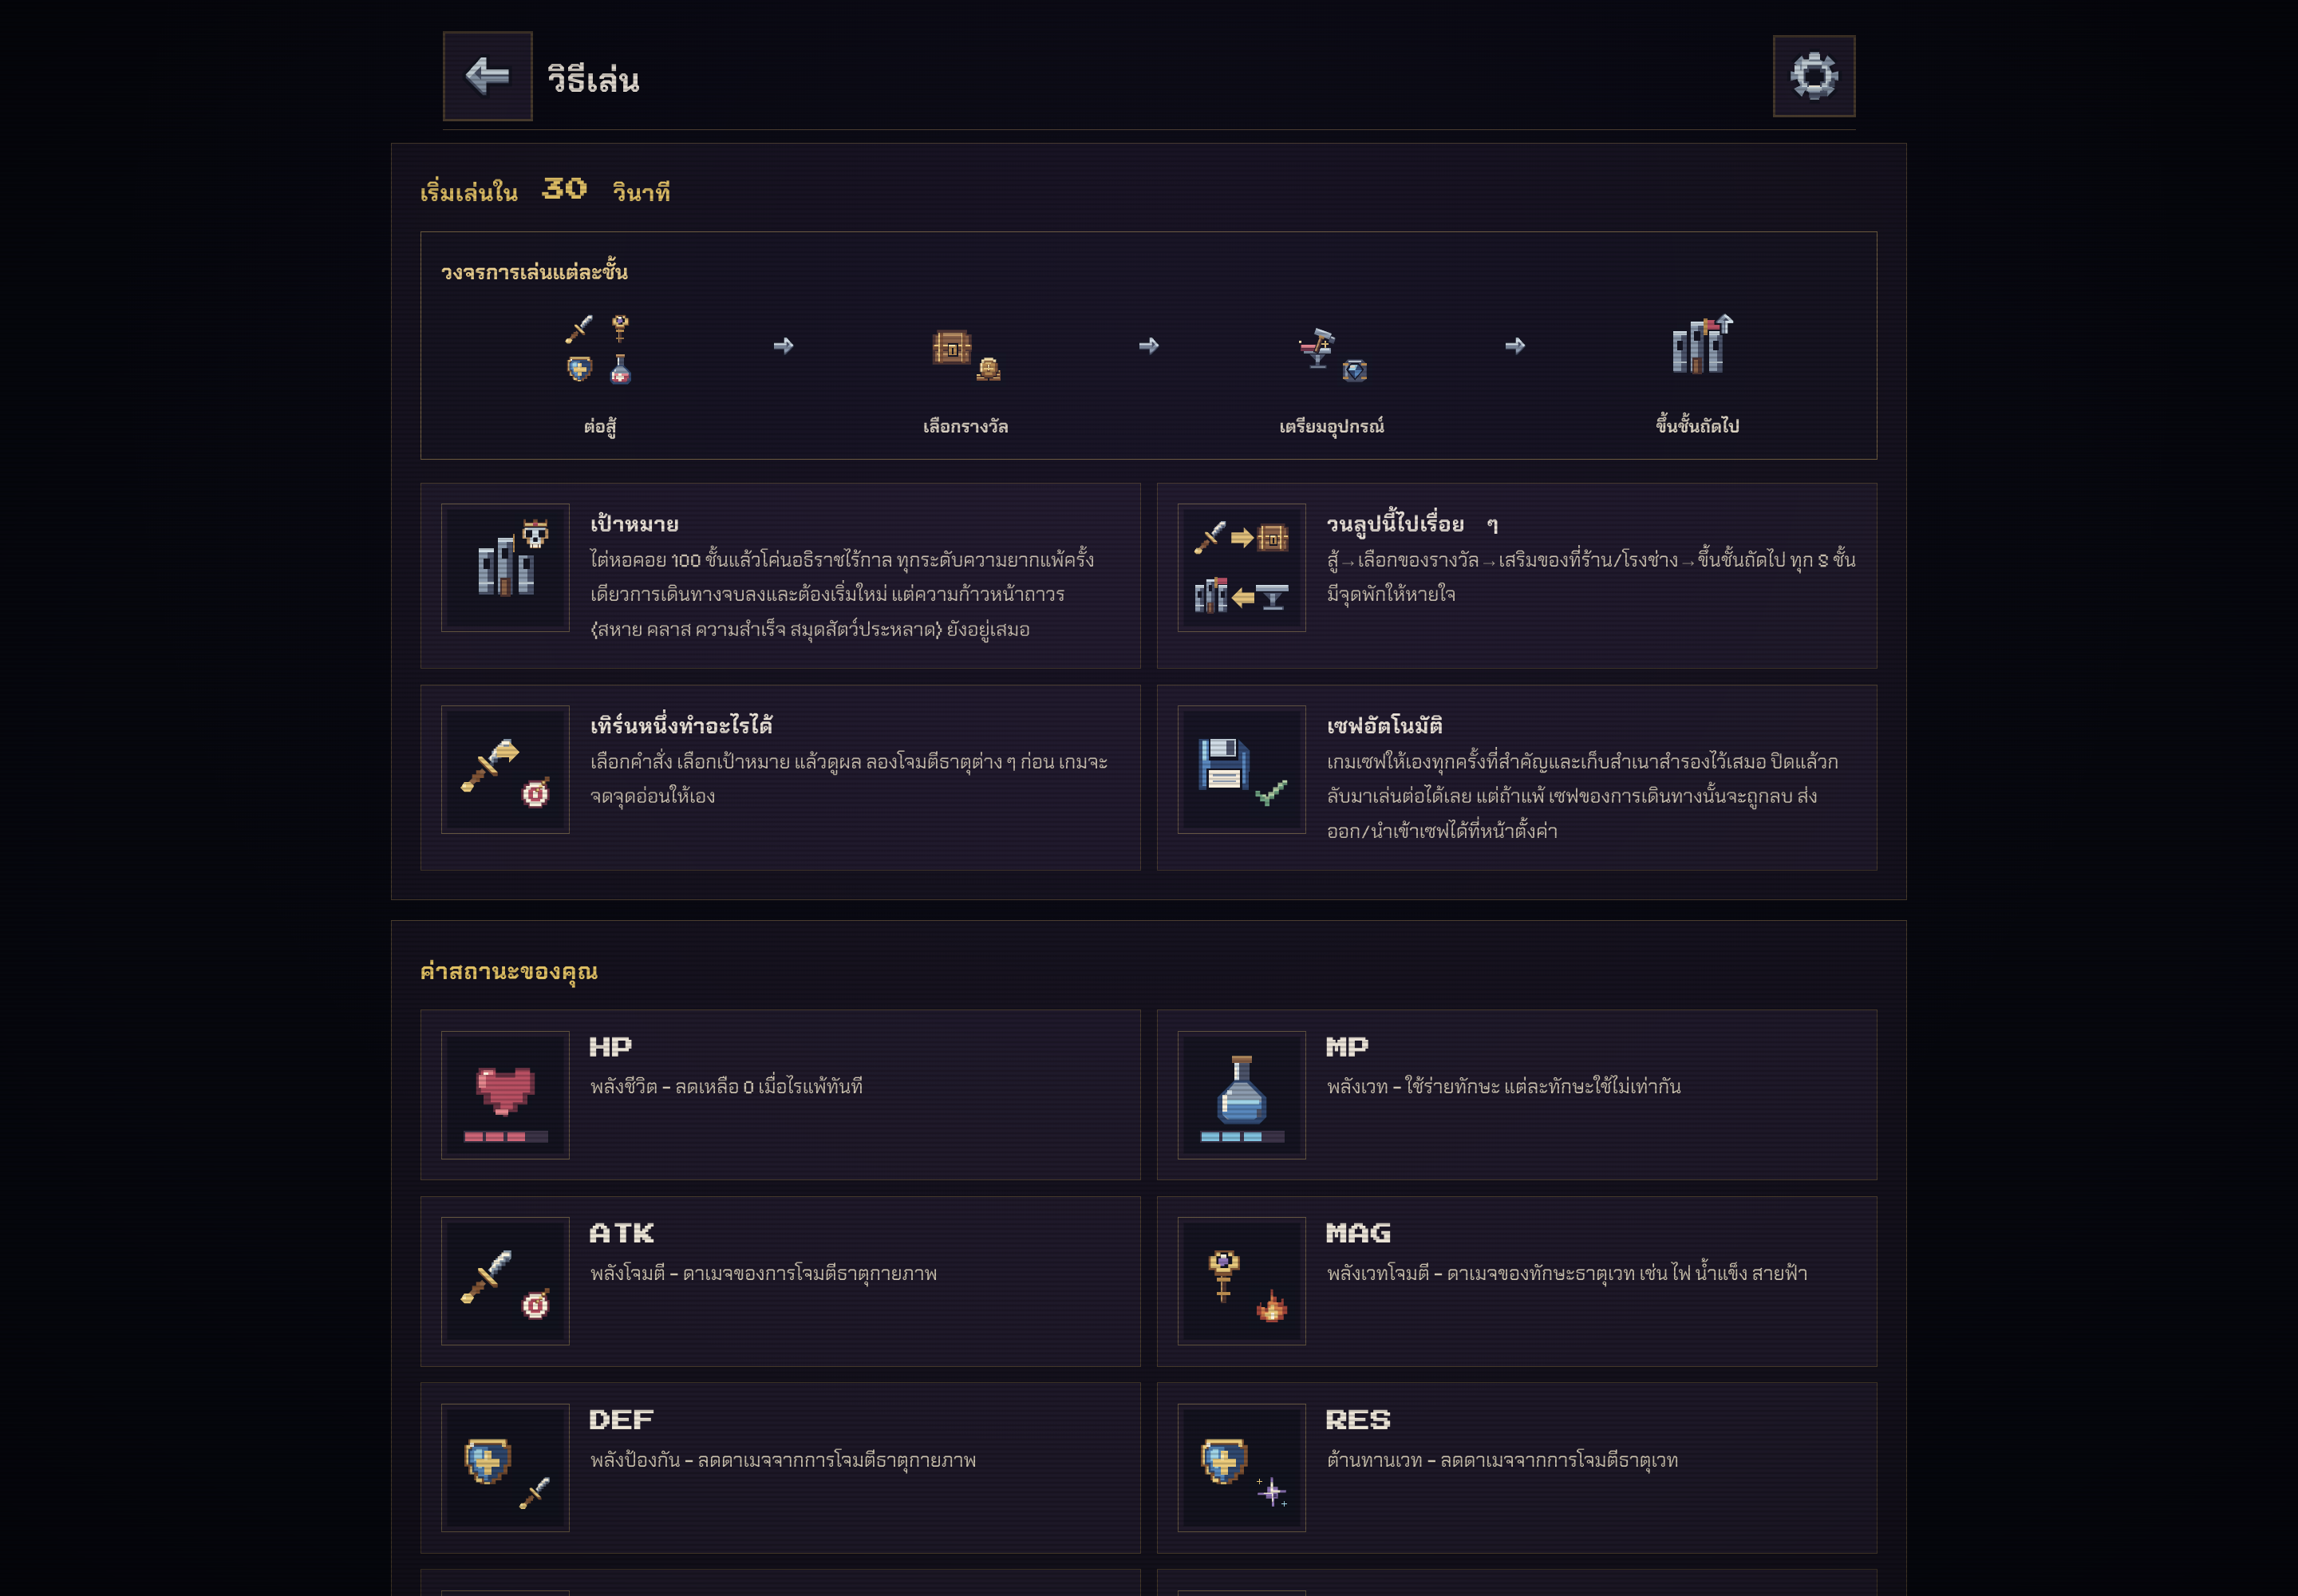 วิธีเล่น
เริ่มเล่นใน 30 วินาที
วงจรการเล่นแต่ละชั้น
ต่อสู้
เลือกรางวัล
เตรียมอุปกรณ์
ขึ้นชั้นถัดไป
เป้าหมาย
ไต่หอคอย 100 ชั้นแล้วโค่นอธิราชไร้กาล ทุกระดับความยากแพ้ครั้ง
เดียวการเดินทางจบลงและต้องเริ่มใหม่ แต่ความก้าวหน้าถาวร
(สหาย คลาส ความสำเร็จ สมุดสัตว์ประหลาด) ยังอยู่เสมอ
วนลูปนี้ไปเรื่อย ๆ
สู้→เลือกของรางวัล→เสริมของที่ร้าน/โรงช่าง→ขึ้นชั้นถัดไป ทุก 8 ชั้น
มีจุดพักให้หายใจ
เทิร์นหนึ่งทำอะไรได้
เลือกคำสั่ง เลือกเป้าหมาย แล้วดูผล ลองโจมตีธาตุต่าง ๆ ก่อน เกมจะ
จดจุดอ่อนให้เอง
เซฟอัตโนมัติ
เกมเซฟให้เองทุกครั้งที่สำคัญและเก็บสำเนาสำรองไว้เสมอ ปิดแล้วก
ลับมาเล่นต่อได้เลย แต่ถ้าแพ้ เซฟของการเดินทางนั้นจะถูกลบ ส่ง
ออก/นำเข้าเซฟได้ที่หน้าตั้งค่า
ค่าสถานะของคุณ
HP
พลังชีวิต - ลดเหลือ 0 เมื่อไรแพ้ทันที
MP
พลังเวท - ใช้ร่ายทักษะ แต่ละทักษะใช้ไม่เท่ากัน
ATK
พลังโจมตี - ดาเมจของการโจมตีธาตุกายภาพ
MAG
พลังเวทโจมตี - ดาเมจของทักษะธาตุเวท เช่น ไฟ น้ำแข็ง สายฟ้า
DEF
พลังป้องกัน - ลดดาเมจจากการโจมตีธาตุกายภาพ
RES
ต้านทานเวท - ลดดาเมจจากการโจมตีธาตุเวท